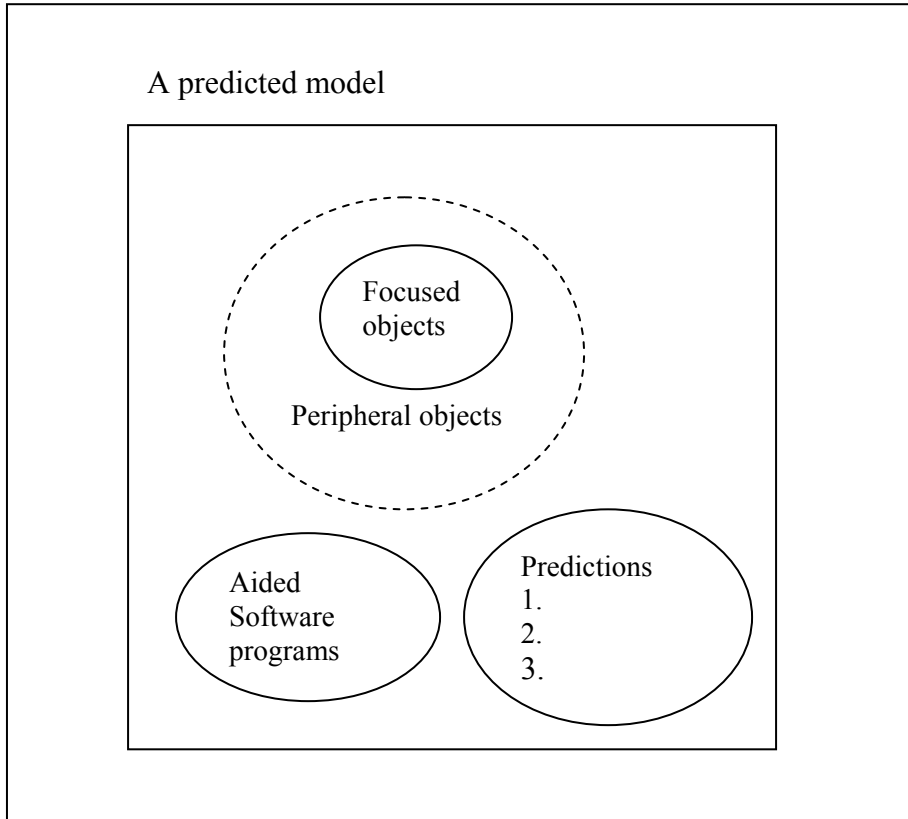 A predicted model
Focused
objects
Peripheral objects
Aided
Software
programs
Predictions
1.
2.
3.